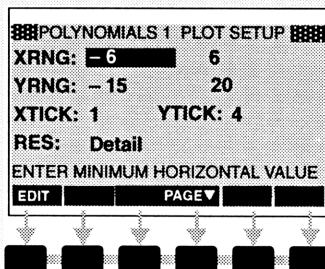 POLYNOMIALS 1 PLOT SETUP
XRNG: -6 6
YRNG: -15 20
XTICK: 1 YTICK: 4
RES: Detail
ENTER MINIMUM HORIZONTAL VALUE
EDIT PAGE▼